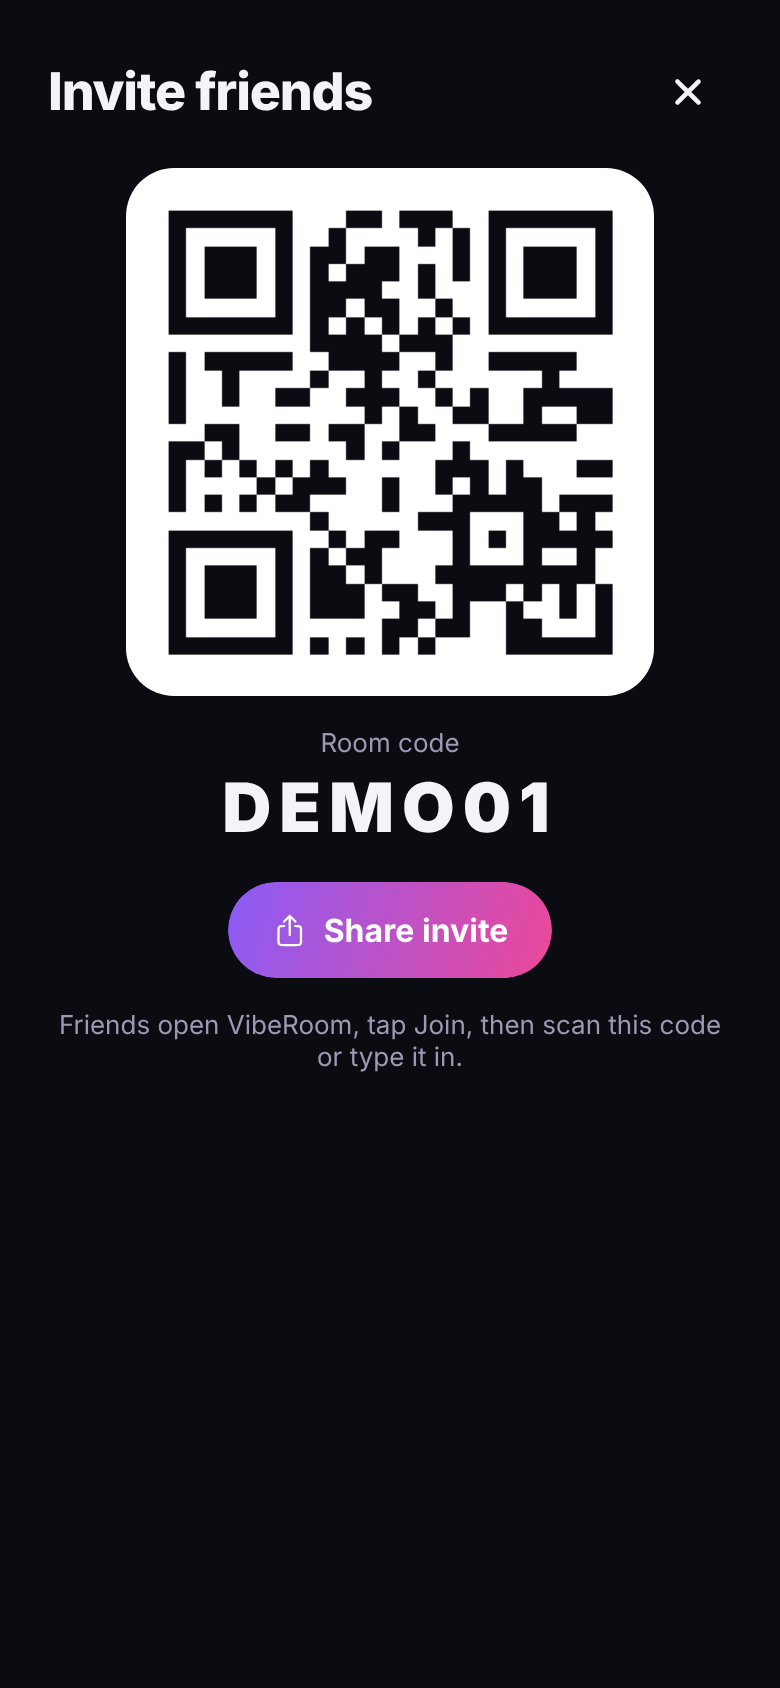 Invite friends
Room code
DEMO01
Share invite
Friends open VibeRoom, tap Join, then scan this code
or type it in.